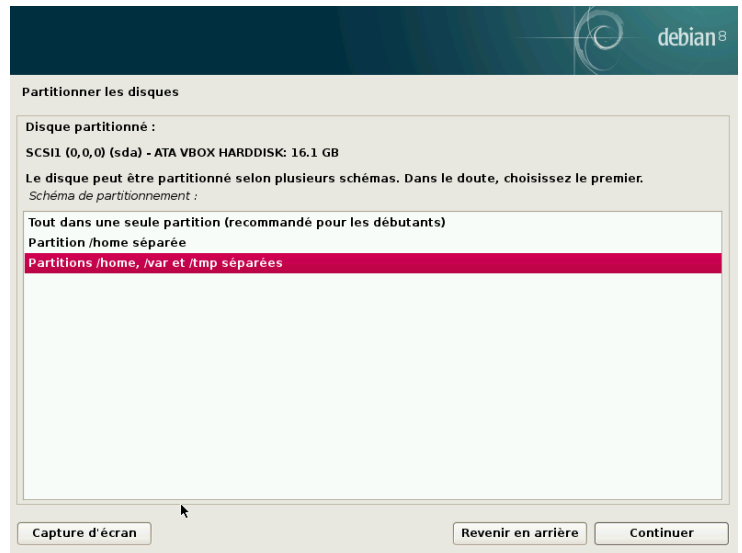 debian 8
Partitionner les disques
Disque partitionné :
SCSI1 (0,0,0) (sda) - ATA VBOX HARDDISK: 16.1 GB
Le disque peut être partitionné selon plusieurs schémas. Dans le doute, choisissez le premier.
Schéma de partitionnement :
Tout dans une seule partition (recommandé pour les débutants)
Partition /home séparée
Partitions /home, /var et /tmp séparées
Capture d'écran
Revenir en arrière
Continuer